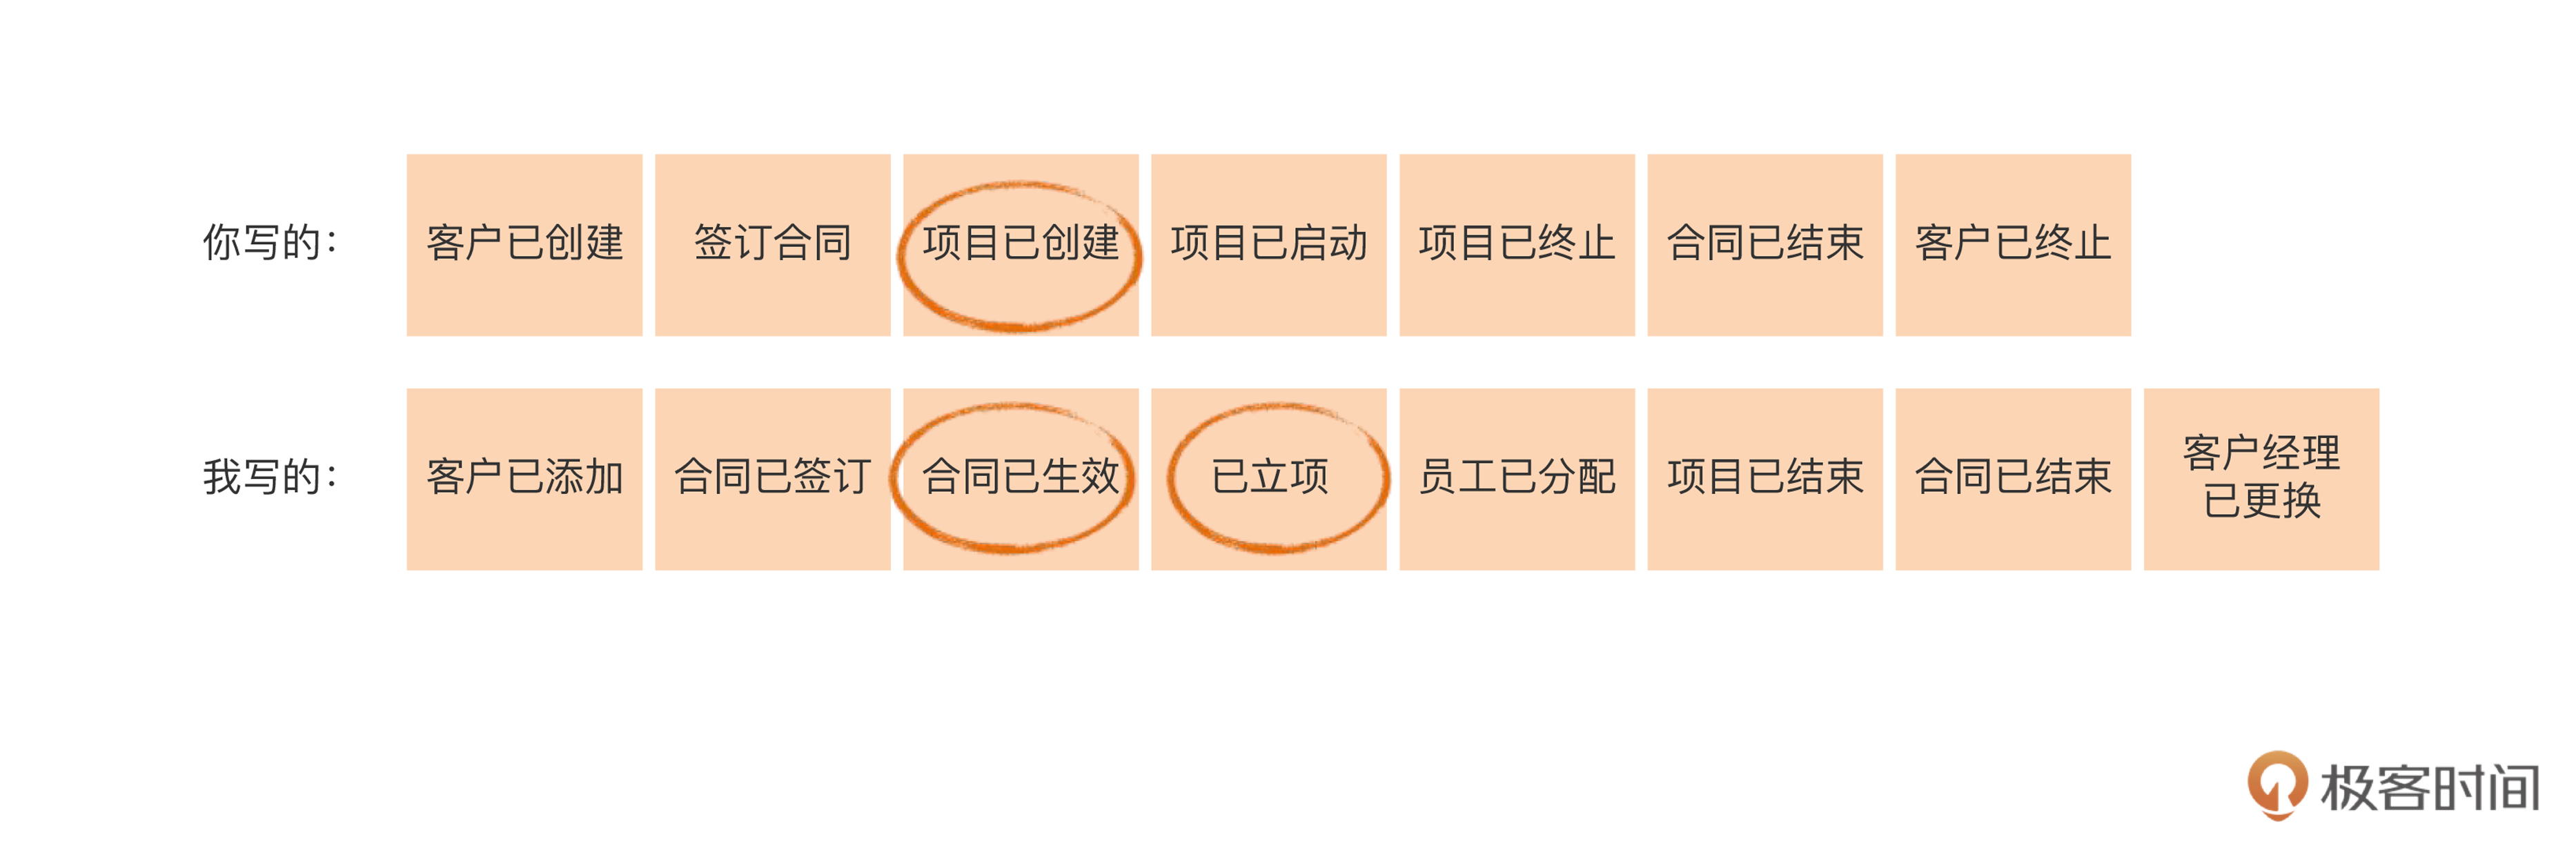 你写的：
客户已创建
签订合同
项目已创建
项目已启动
项目已终止
合同已结束
客户已终止
我写的：
客户已添加
合同已签订
合同已生效
已立项
员工已分配
项目已结束
合同已结束
客户经理
已更换
极客时间